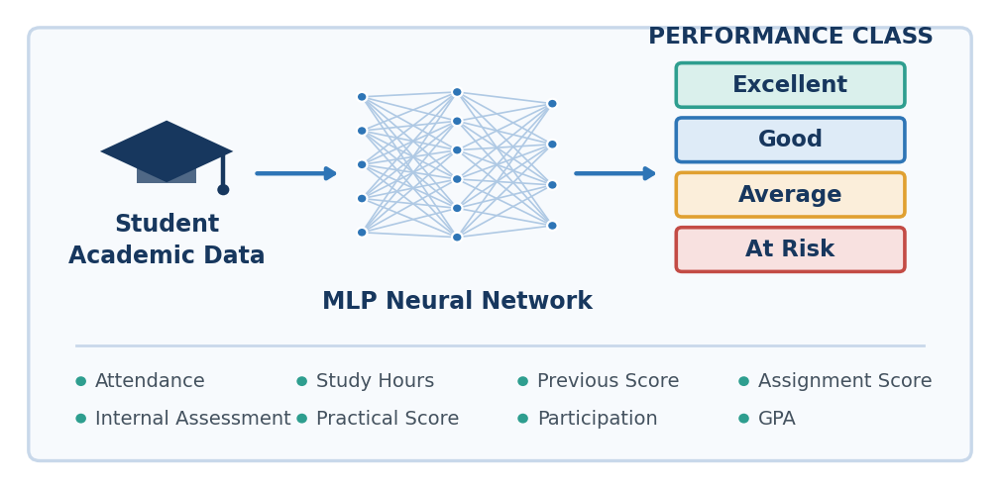 PERFORMANCE CLASS
Excellent
Good
Average
At Risk
Student
Academic Data
MLP Neural Network
Attendance
Study Hours
Previous Score
Assignment Score
Internal Assessment
Practical Score
Participation
GPA